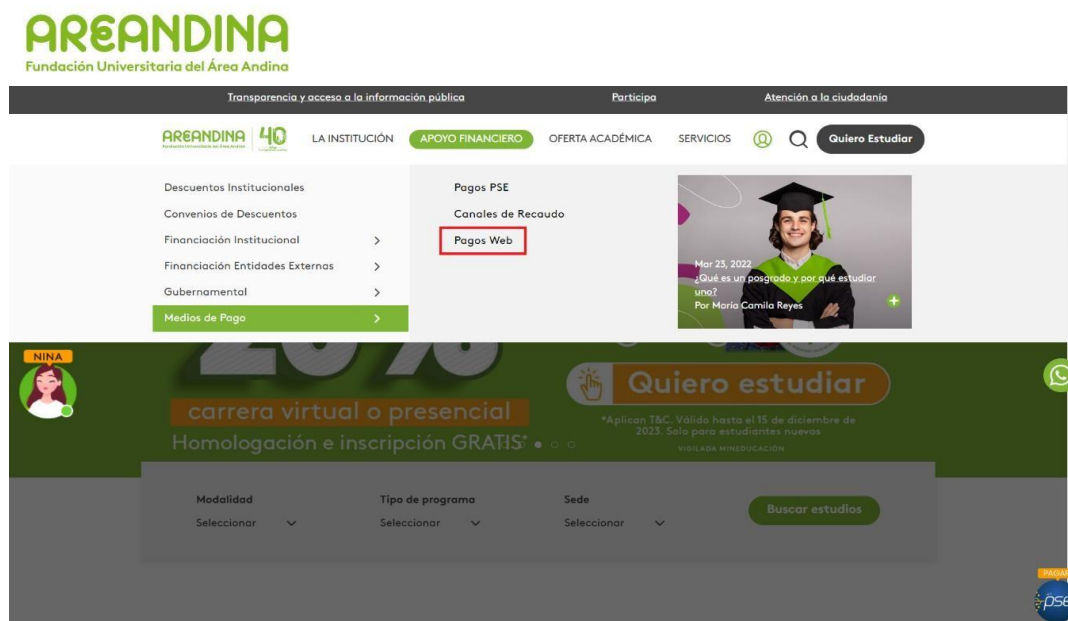 AREANDINA
Fundación Universitaria del Área Andina
Transparencia y acceso a la información pública
Participa
Atención a la ciudadanía
AREANDINA 40
LA INSTITUCIÓN
APOYO FINANCIERO
OFERTA ACADÉMICA
SERVICIOS
Quiero Estudiar
Descuentos Institucionales
Convenios de Descuentos
Financiación Institucional
Financiación Entidades Externas
Gubernamental
Medios de Pago
Pagos PSE
Canales de Recaudo
Pagos Web
Mar 23, 2022
¿Qué es un posgrado y por qué estudiar
uno?
Por María Camila Reyes
NINA
20%
carrera virtual o presencial
Homologación e inscripción GRATIS*
Quiero estudiar
*Aplican T&C. Válido hasta el 15 de diciembre de
2023. Solo para estudiantes nuevos
VIGILADA MINEDUCACIÓN
Modalidad
Seleccionar
Tipo de programa
Seleccionar
Sede
Seleccionar
Buscar estudios
PAGA
pse